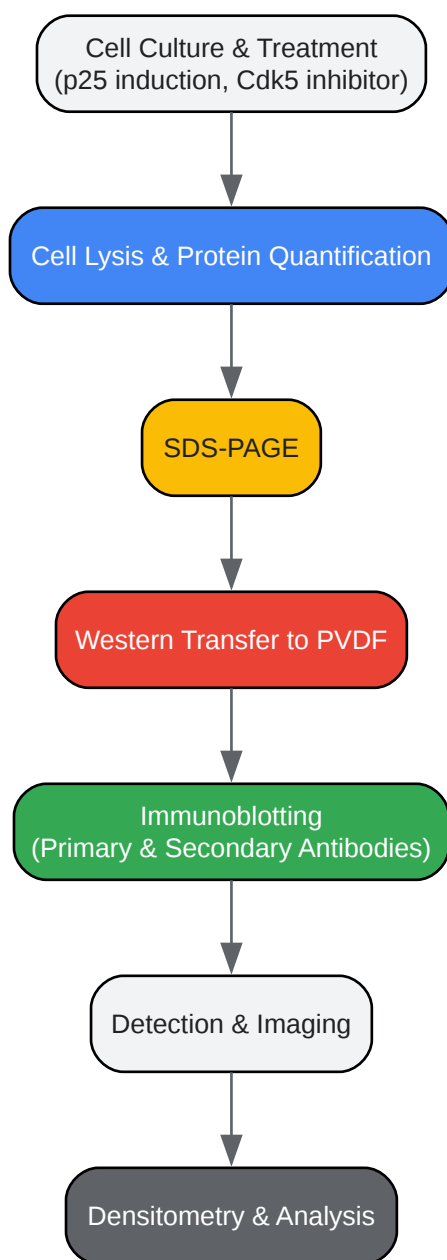 Cell Culture & Treatment
(p25 induction, Cdk5 inhibitor)
Cell Lysis & Protein Quantification
SDS-PAGE
Western Transfer to PVDF
Immunoblotting
(Primary & Secondary Antibodies)
Detection & Imaging
Densitometry & Analysis